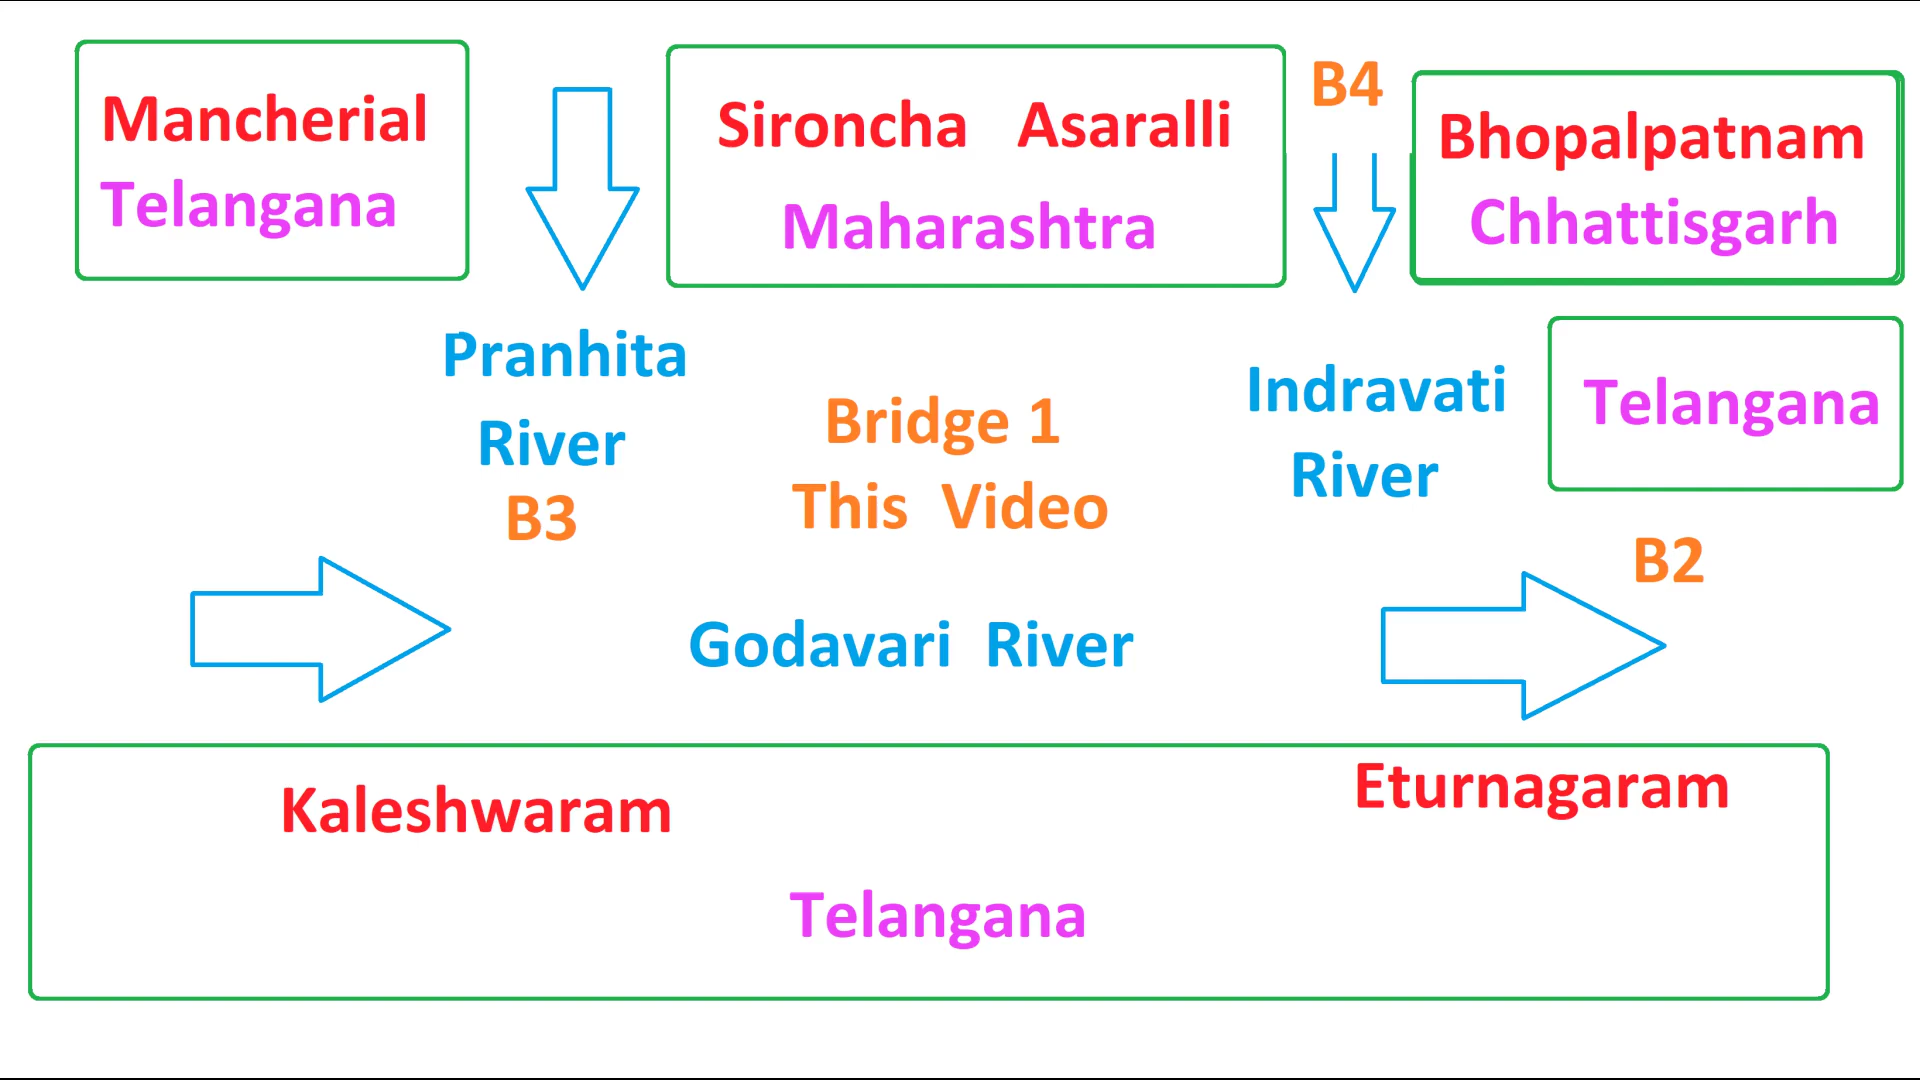 Mancherial
Telangana
Sironcha Asaralli
Maharashtra
B4
Bhopalpatnam
Chhattisgarh
Pranhita
River
B3
Bridge 1
This Video
Indravati
River
Telangana
B2
Godavari River
Kaleshwaram
Eturnagaram
Telangana